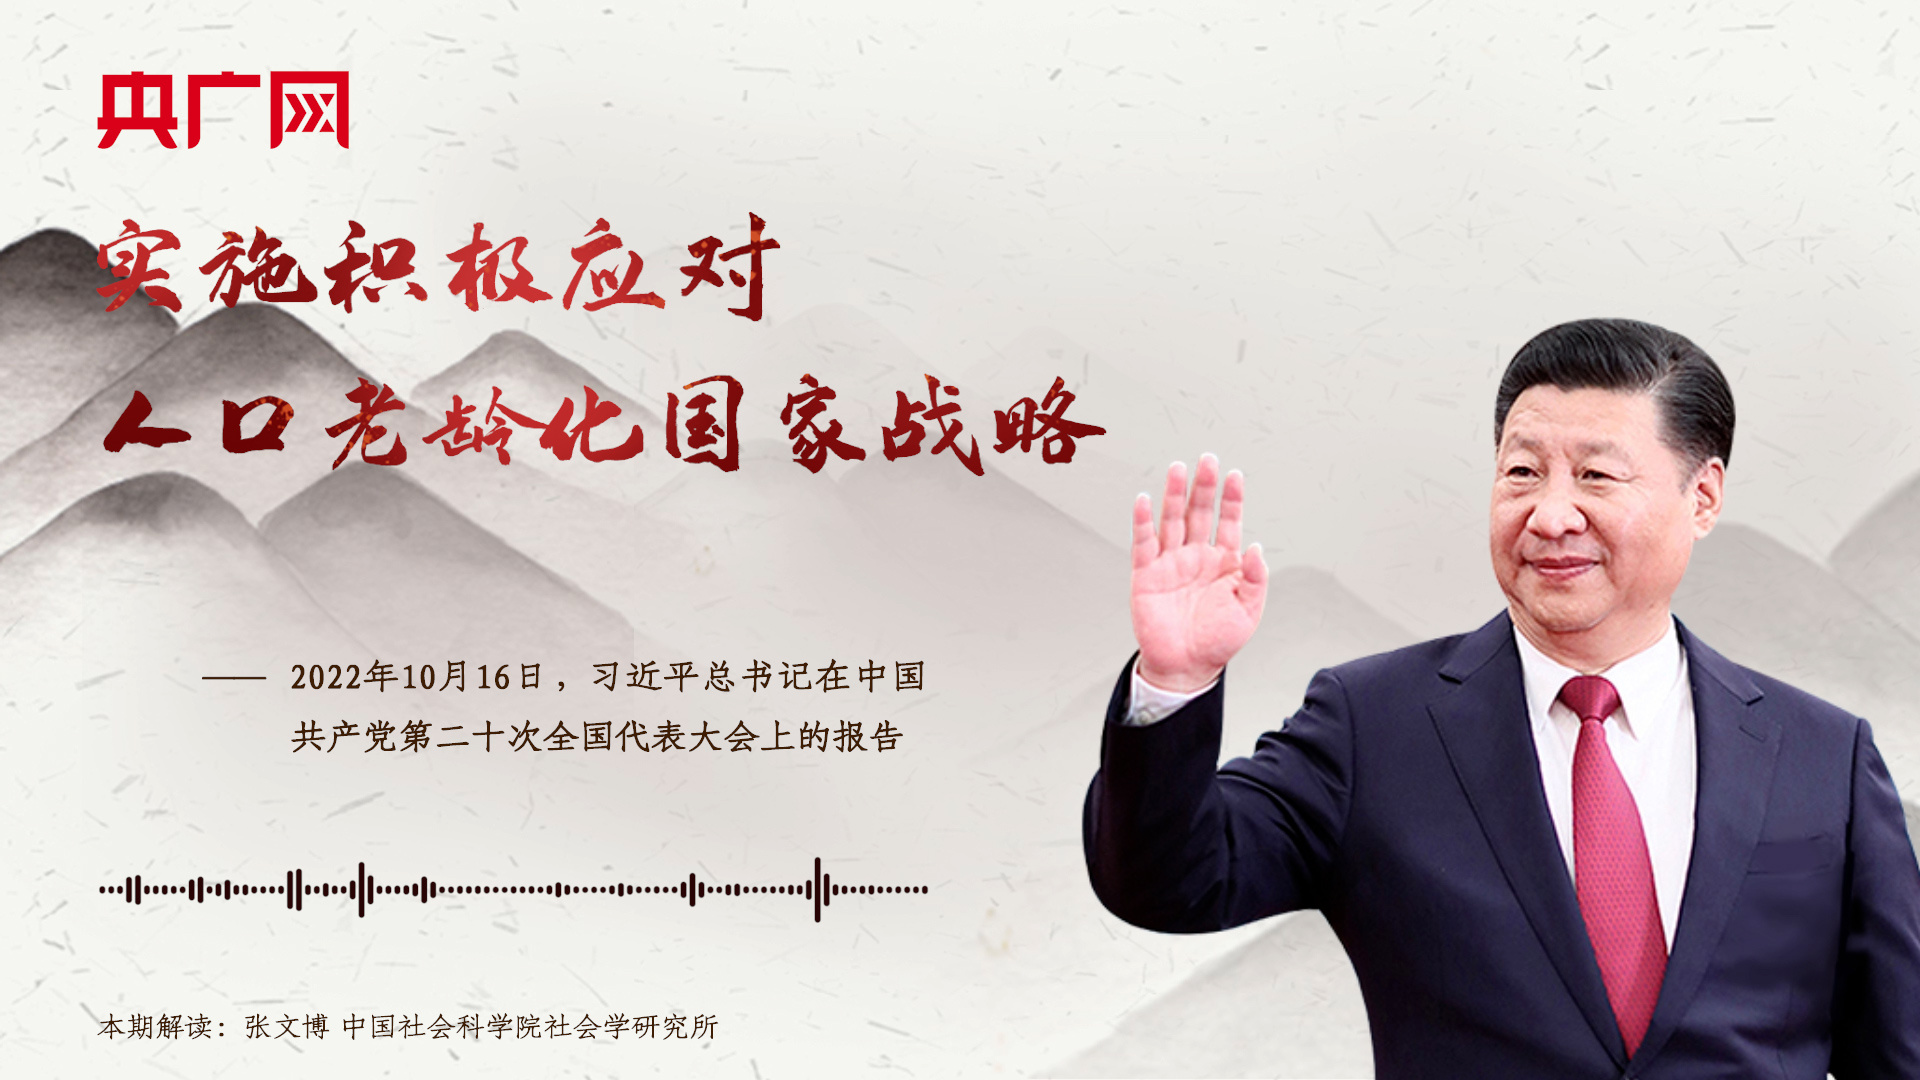 央广网
实施积极应对
人口老龄化国家战略
—— 2022年10月16日，习近平总书记在中国
共产党第二十次全国代表大会上的报告
本期解读：张文博 中国社会科学院社会学研究所